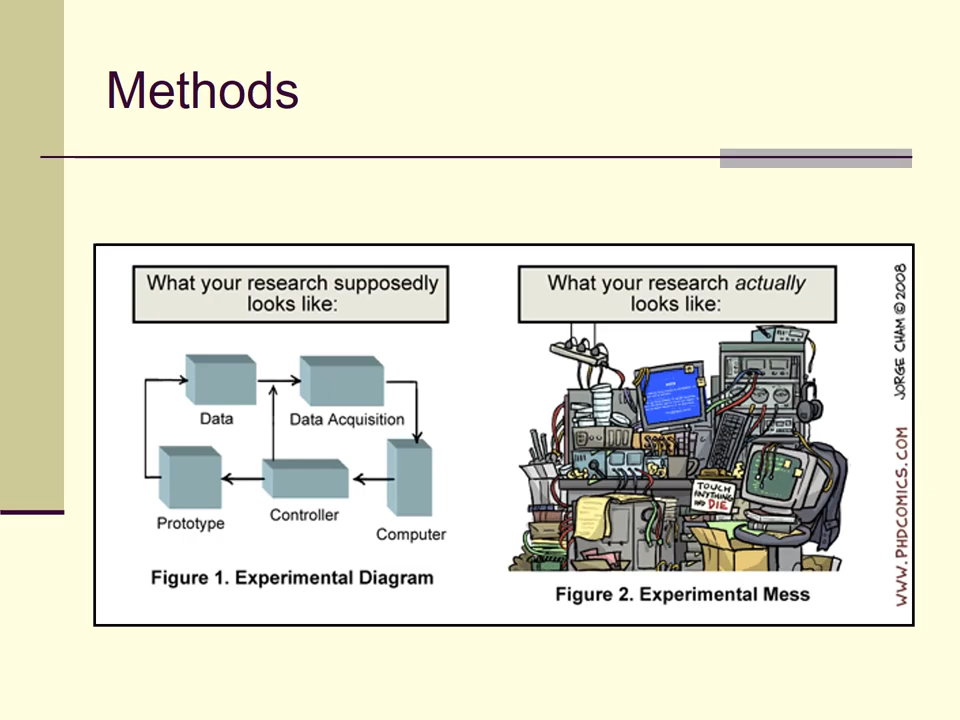 Methods
What your research supposedly
looks like:
Data
Data Acquisition
Prototype
Controller
Computer
Figure 1. Experimental Diagram
What your research actually
looks like:
TOUCH
ANYTHING
AND DIE
Figure 2. Experimental Mess
JORGE CHAM © 2008
WWW.PHDCOMICS.COM